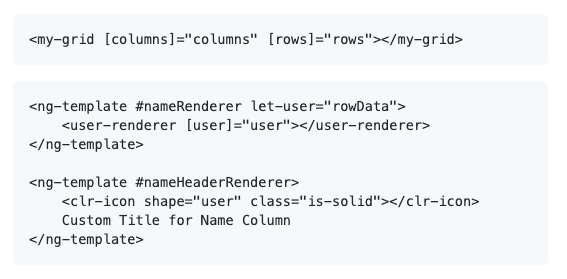 <my-grid [columns]="columns" [rows]="rows"></my-grid>
<ng-template #nameRenderer let-user="rowData">
    <user-renderer [user]="user"></user-renderer>
</ng-template>
<ng-template #nameHeaderRenderer>
    <clr-icon shape="user" class="is-solid"></clr-icon>
    Custom Title for Name Column
</ng-template>